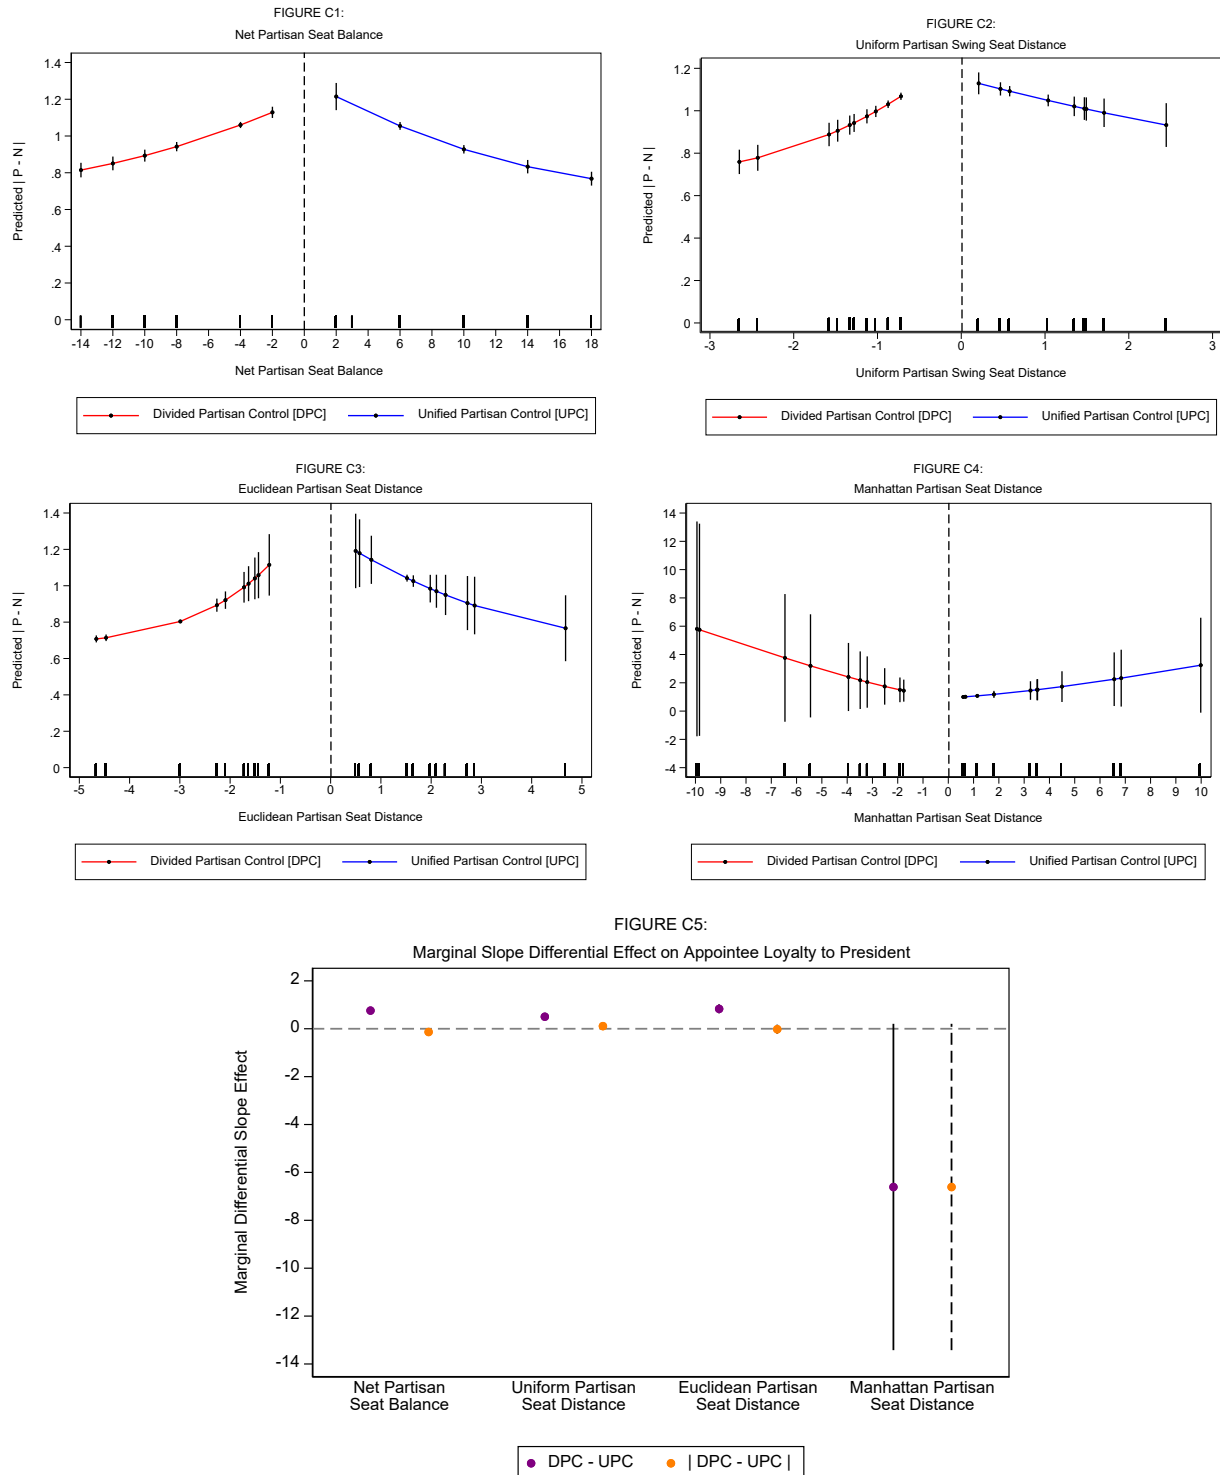 FIGURE C1:
Net Partisan Seat Balance
Predicted | P - N |
1.4
1.2
1
.8
.6
.4
.2
0
-14 -12 -10 -8 -6 -4 -2 0 2 4 6 8 10 12 14 16 18
Net Partisan Seat Balance
Divided Partisan Control [DPC] Unified Partisan Control [UPC]
FIGURE C2:
Uniform Partisan Swing Seat Distance
Predicted | P - N |
1.2
1
.8
.6
.4
.2
0
-3 -2 -1 0 1 2 3
Uniform Partisan Swing Seat Distance
Divided Partisan Control [DPC] Unified Partisan Control [UPC]
FIGURE C3:
Euclidean Partisan Seat Distance
Predicted | P - N |
1.4
1.2
1
.8
.6
.4
.2
0
-5 -4 -3 -2 -1 0 1 2 3 4 5
Euclidean Partisan Seat Distance
Divided Partisan Control [DPC] Unified Partisan Control [UPC]
FIGURE C4:
Manhattan Partisan Seat Distance
Predicted | P - N |
14
12
10
8
6
4
2
0
-2
-4
-10 -9 -8 -7 -6 -5 -4 -3 -2 -1 0 1 2 3 4 5 6 7 8 9 10
Manhattan Partisan Seat Distance
Divided Partisan Control [DPC] Unified Partisan Control [UPC]
FIGURE C5:
Marginal Slope Differential Effect on Appointee Loyalty to President
Marginal Differential Slope Effect
2
0
-2
-4
-6
-8
-10
-12
-14
Net Partisan
Seat Balance
Uniform Partisan
Seat Distance
Euclidean Partisan
Seat Distance
Manhattan Partisan
Seat Distance
DPC - UPC | DPC - UPC |